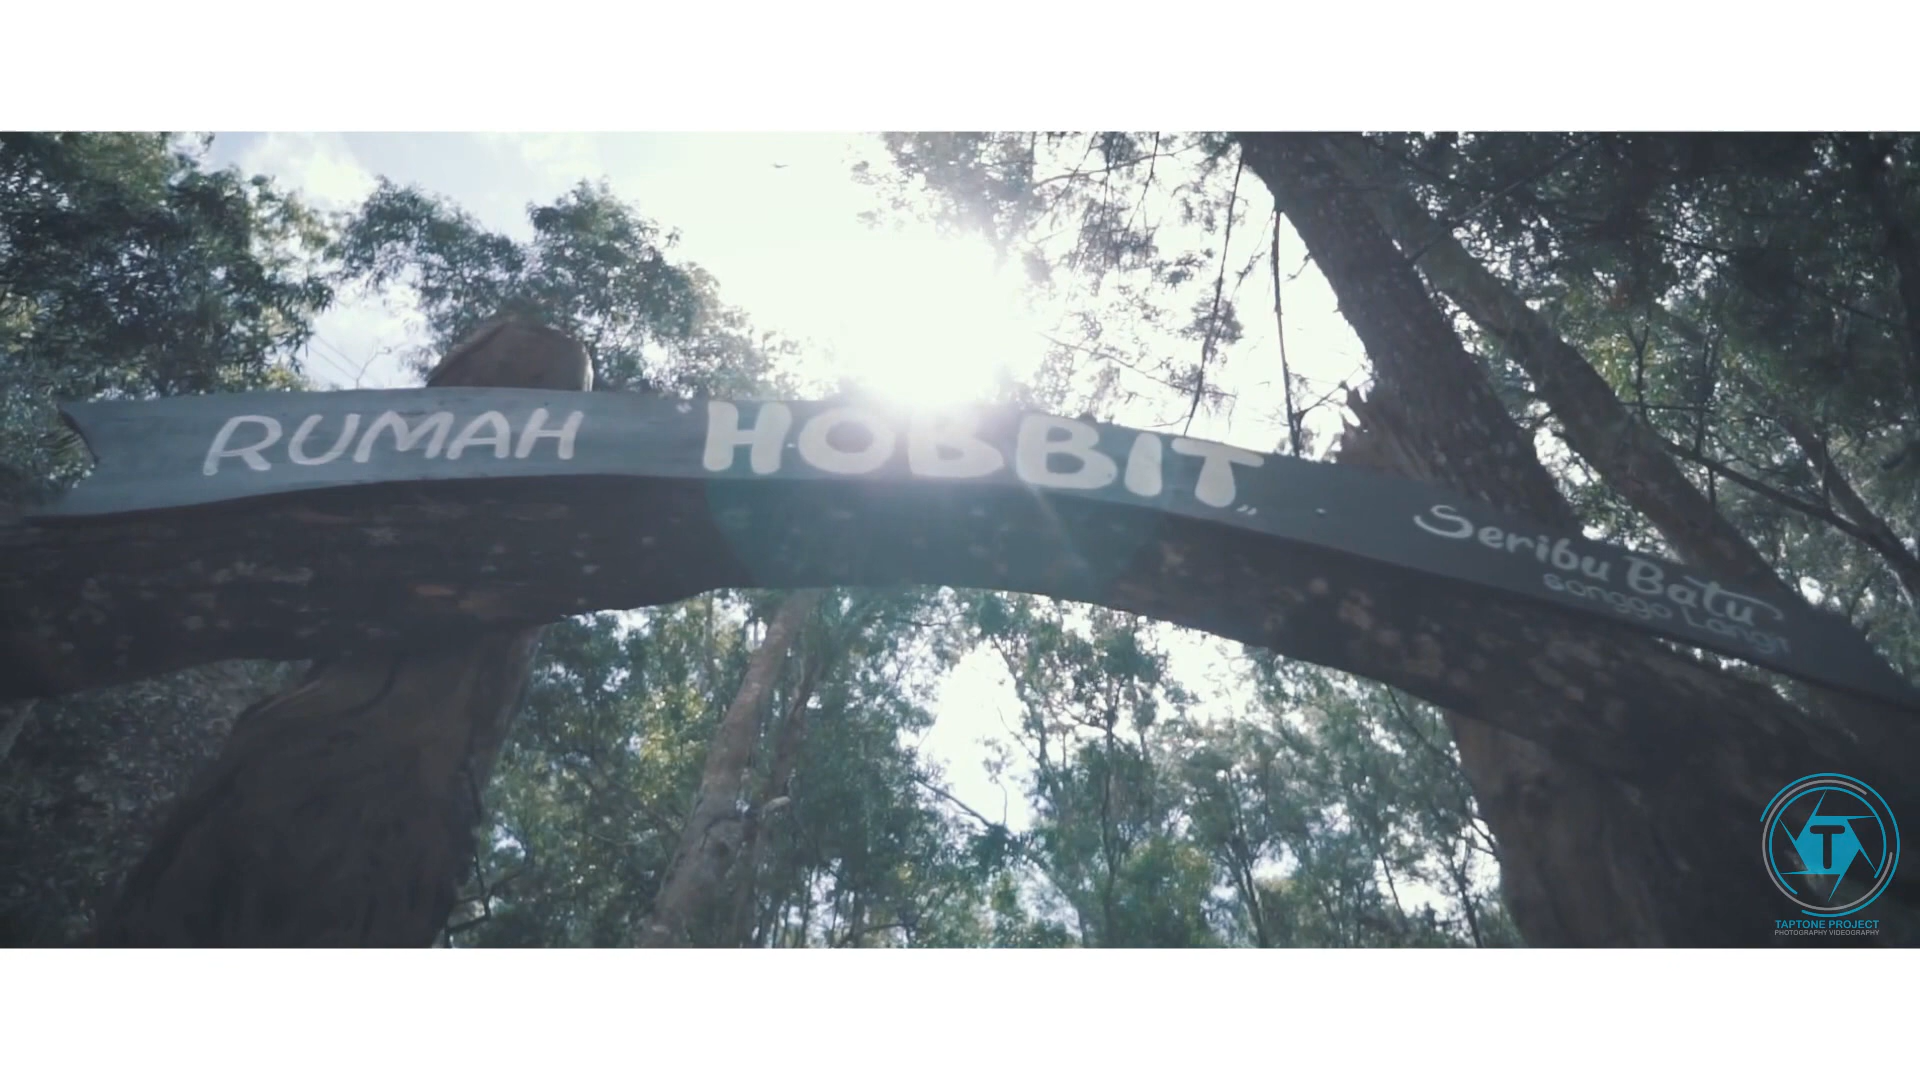 RUMAH "HOBBIT"
Seribu Batu
Songgo Langit
T
TAPTONE PROJECT
PHOTOGRAPHY VIDEOGRAPHY